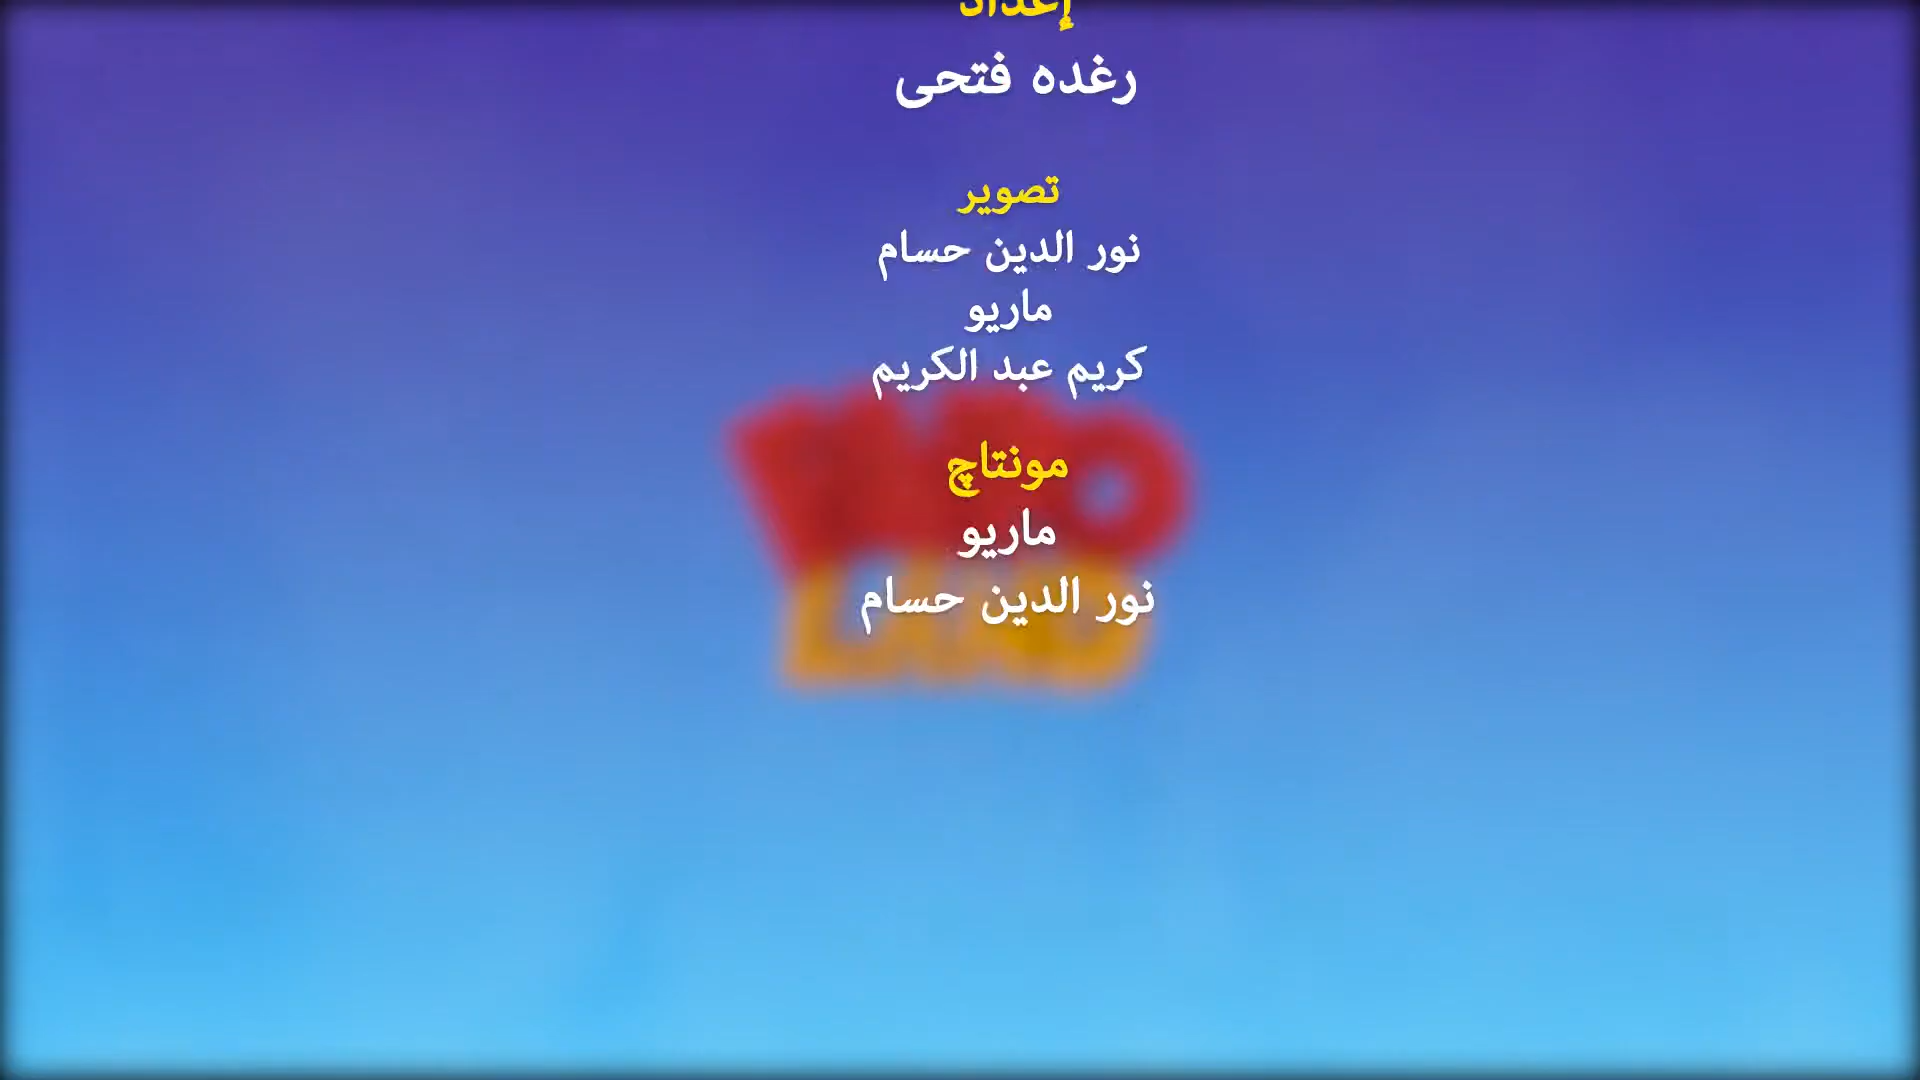 إعداد
رغده فتحى
تصوير
نور الدين حسام
ماريو
كريم عبد الكريم
مونتاچ
ماريو
نور الدين حسام